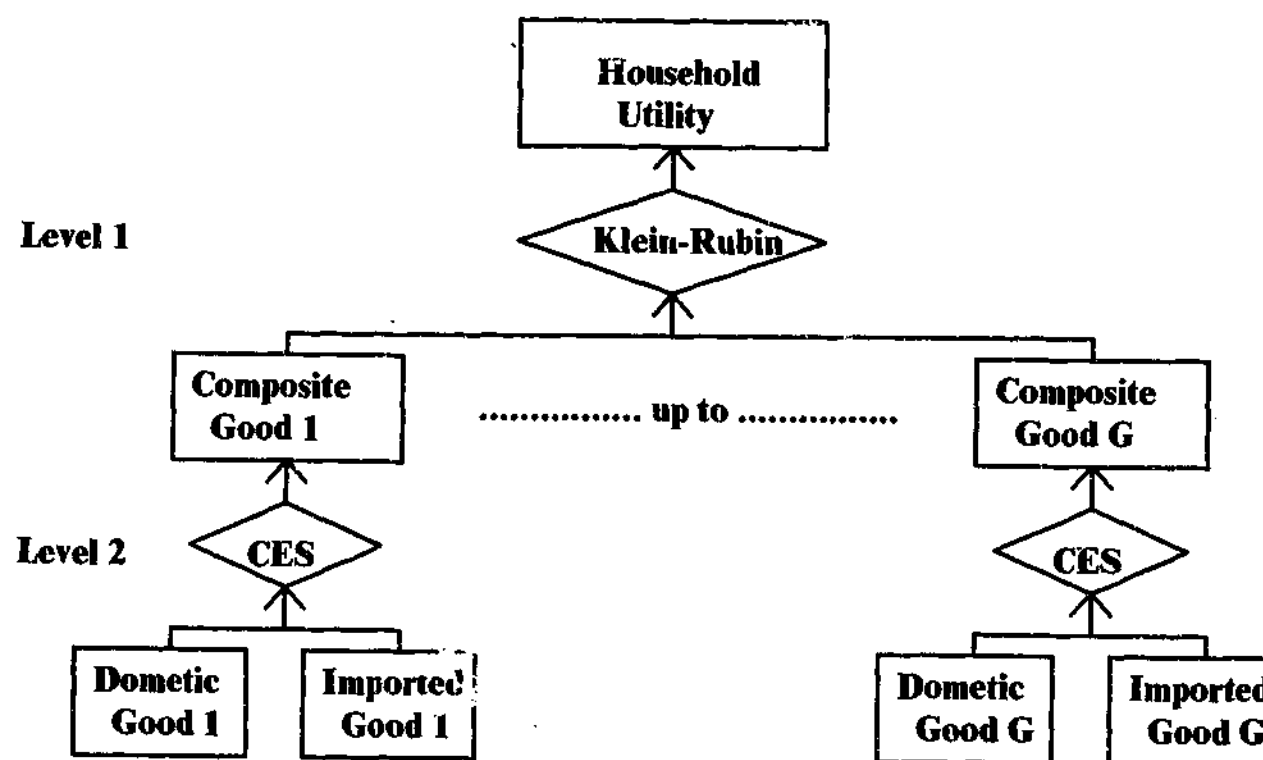 Household
Utility
Level 1
Klein-Rubin
Composite
Good 1
............... up to ...............
Composite
Good G
Level 2
CES
CES
Dometic
Good 1
Imported
Good 1
Dometic
Good G
Imported
Good G